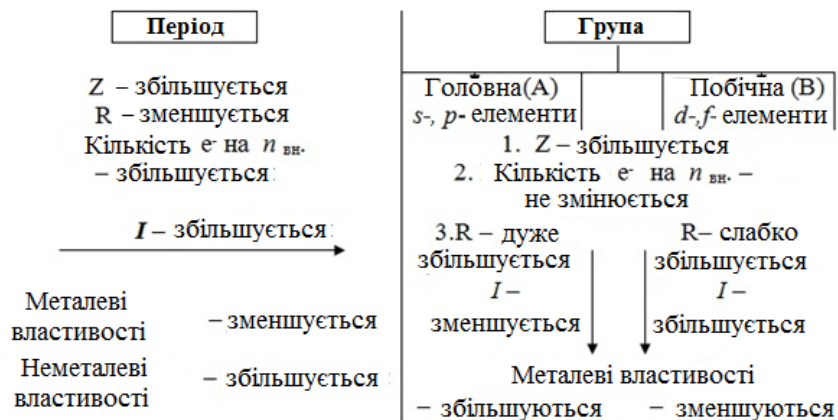 Період
Z – збільшується
R – зменшується
Кількість e- на n вн.
– збільшується:
I – збільшується:
Металеві
властивості
– зменшується
Неметалеві
властивості
– збільшується :
Група
Головна(А)
s-, p- елементи
Побічна (В)
d-,f- елементи
1. Z – збільшується
2. Кількість e- на n вн. –
не змінюється
3.R – дуже
збільшується
I –
зменшується
R– слабко
збільшується
I –
збільшується
Металеві властивості
– збільшуються
– зменшуються